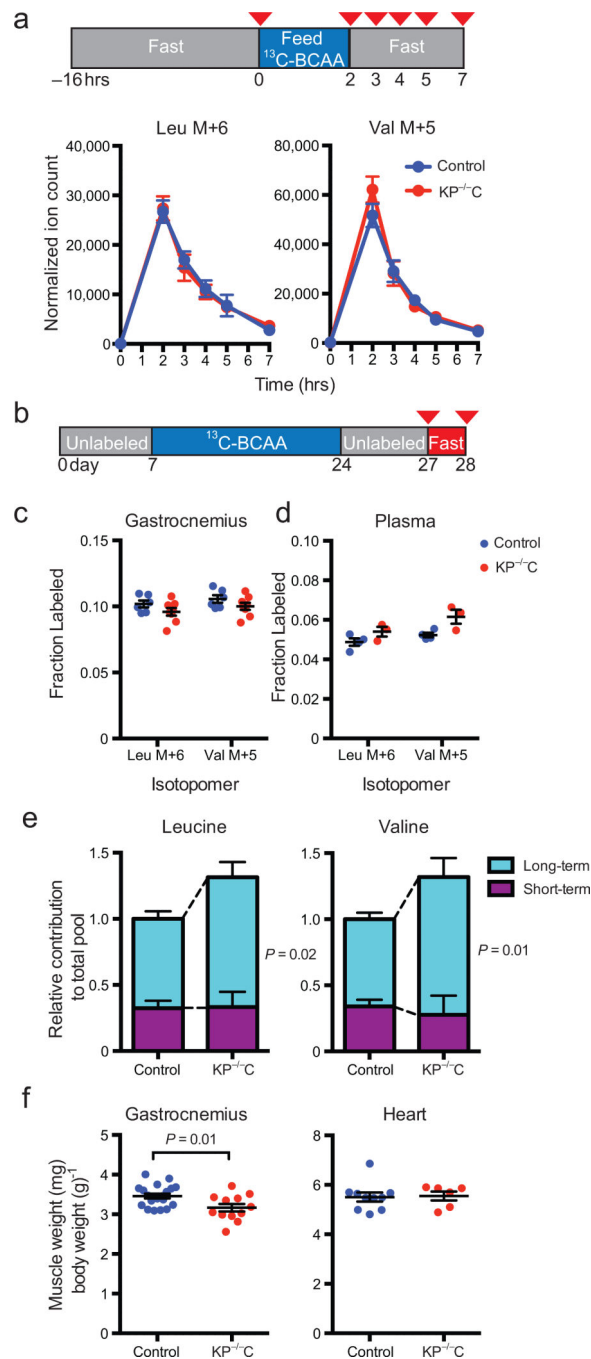 a
Fast
Feed
¹³C-BCAA
Fast
–16 hrs
0
2
3
4
5
7
Leu M+6
Val M+5
Control
KP⁻/⁻C
Normalized ion count
40,000
30,000
20,000
10,000
0
80,000
60,000
40,000
20,000
0
0 1 2 3 4 5 6 7
0 1 2 3 4 5 6 7
Time (hrs)
b
Unlabeled
¹³C-BCAA
Unlabeled
Fast
0 day
7
24
27
28
c
Gastrocnemius
Fraction Labeled
0.15
0.10
0.05
0
Leu M+6
Val M+5
Isotopomer
d
Plasma
Control
KP⁻/⁻C
Fraction Labeled
0.10
0.08
0.06
0.04
0.02
0
Leu M+6
Val M+5
Isotopomer
e
Leucine
Valine
Long-term
Short-term
Relative contribution
to total pool
1.5
1.0
0.5
0
P = 0.02
Control
KP⁻/⁻C
1.5
1.0
0.5
0
P = 0.01
Control
KP⁻/⁻C
f
Gastrocnemius
Heart
Muscle weight (mg)
body weight (g)⁻¹
P = 0.01
5
4
3
2
1
0
Control
KP⁻/⁻C
8
6
4
2
0
Control
KP⁻/⁻C